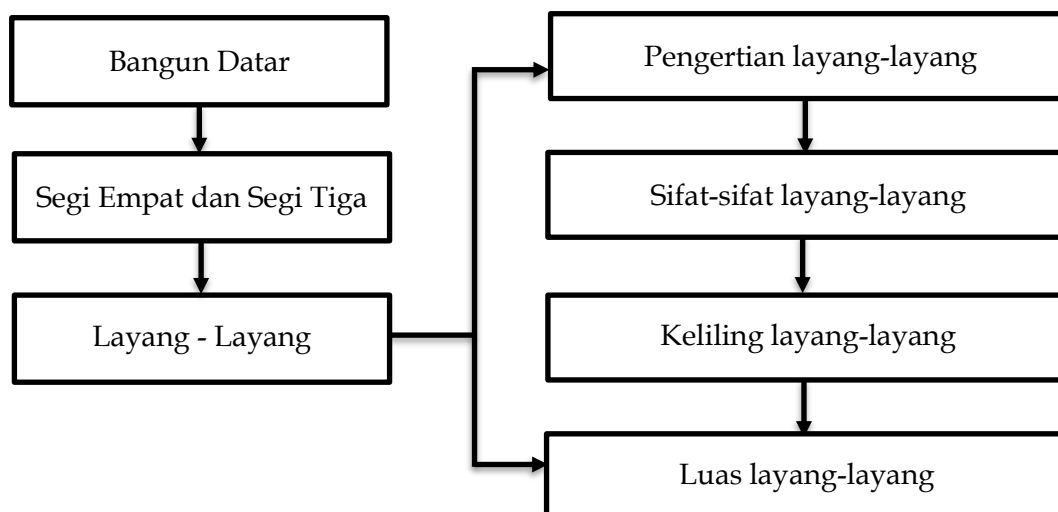 Bangun Datar
Segi Empat dan Segi Tiga
Layang - Layang
Pengertian layang-layang
Sifat-sifat layang-layang
Keliling layang-layang
Luas layang-layang